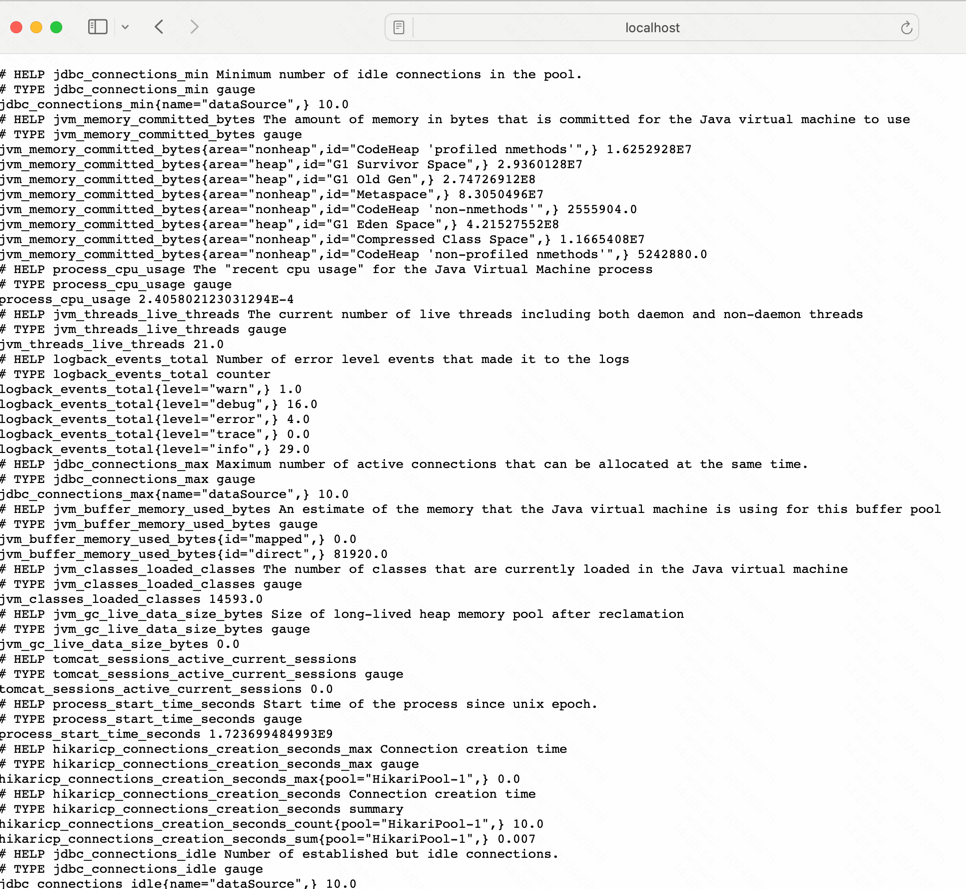 localhost
# HELP jdbc_connections_min Minimum number of idle connections in the pool.
# TYPE jdbc_connections_min gauge
jdbc_connections_min{name="dataSource",} 10.0
# HELP jvm_memory_committed_bytes The amount of memory in bytes that is committed for the Java virtual machine to use
# TYPE jvm_memory_committed_bytes gauge
jvm_memory_committed_bytes{area="nonheap",id="CodeHeap 'profiled nmethods'",} 1.6252928E7
jvm_memory_committed_bytes{area="heap",id="G1 Survivor Space",} 2.9360128E7
jvm_memory_committed_bytes{area="heap",id="G1 Old Gen",} 2.74726912E8
jvm_memory_committed_bytes{area="nonheap",id="Metaspace",} 8.3050496E7
jvm_memory_committed_bytes{area="nonheap",id="CodeHeap 'non-nmethods'",} 2555904.0
jvm_memory_committed_bytes{area="heap",id="G1 Eden Space",} 4.21527552E8
jvm_memory_committed_bytes{area="nonheap",id="Compressed Class Space",} 1.1665408E7
jvm_memory_committed_bytes{area="nonheap",id="CodeHeap 'non-profiled nmethods'",} 5242880.0
# HELP process_cpu_usage The "recent cpu usage" for the Java Virtual Machine process
# TYPE process_cpu_usage gauge
process_cpu_usage 2.405802123031294E-4
# HELP jvm_threads_live_threads The current number of live threads including both daemon and non-daemon threads
# TYPE jvm_threads_live_threads gauge
jvm_threads_live_threads 21.0
# HELP logback_events_total Number of error level events that made it to the logs
# TYPE logback_events_total counter
logback_events_total{level="warn",} 1.0
logback_events_total{level="debug",} 16.0
logback_events_total{level="error",} 4.0
logback_events_total{level="trace",} 0.0
logback_events_total{level="info",} 29.0
# HELP jdbc_connections_max Maximum number of active connections that can be allocated at the same time.
# TYPE jdbc_connections_max gauge
jdbc_connections_max{name="dataSource",} 10.0
# HELP jvm_buffer_memory_used_bytes An estimate of the memory that the Java virtual machine is using for this buffer pool
# TYPE jvm_buffer_memory_used_bytes gauge
jvm_buffer_memory_used_bytes{id="mapped",} 0.0
jvm_buffer_memory_used_bytes{id="direct",} 81920.0
# HELP jvm_classes_loaded_classes The number of classes that are currently loaded in the Java virtual machine
# TYPE jvm_classes_loaded_classes gauge
jvm_classes_loaded_classes 14593.0
# HELP jvm_gc_live_data_size_bytes Size of long-lived heap memory pool after reclamation
# TYPE jvm_gc_live_data_size_bytes gauge
jvm_gc_live_data_size_bytes 0.0
# HELP tomcat_sessions_active_current_sessions
# TYPE tomcat_sessions_active_current_sessions gauge
tomcat_sessions_active_current_sessions 0.0
# HELP process_start_time_seconds Start time of the process since unix epoch.
# TYPE process_start_time_seconds gauge
process_start_time_seconds 1.723699484993E9
# HELP hikaricp_connections_creation_seconds_max Connection creation time
# TYPE hikaricp_connections_creation_seconds_max gauge
hikaricp_connections_creation_seconds_max{pool="HikariPool-1",} 0.0
# HELP hikaricp_connections_creation_seconds Connection creation time
# TYPE hikaricp_connections_creation_seconds summary
hikaricp_connections_creation_seconds_count{pool="HikariPool-1",} 10.0
hikaricp_connections_creation_seconds_sum{pool="HikariPool-1",} 0.007
# HELP jdbc_connections_idle Number of established but idle connections.
# TYPE jdbc_connections_idle gauge
jdbc_connections_idle{name="dataSource",} 10.0